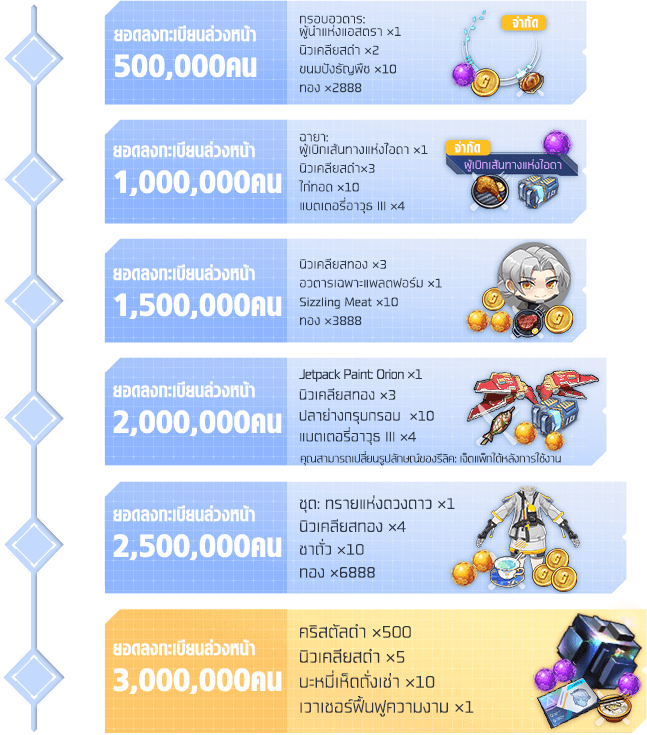 ยอดลงทะเบียนล่วงหน้า
500,000คน
กรอบอวตาร:
ผู้นำแห่งแอสตรา ×1
นิวเคลียสดำ ×2
ขนมปังธัญพืช ×10
ทอง ×2888
จำกัด
ยอดลงทะเบียนล่วงหน้า
1,000,000คน
ฉายา:
ผู้เบิกเส้นทางแห่งไอดา ×1
นิวเคลียสดำ×3
ไก่ทอด ×10
แบตเตอรี่อาวุธ III ×4
จำกัด
ผู้เบิกเส้นทางแห่งไอดา
ยอดลงทะเบียนล่วงหน้า
1,500,000คน
นิวเคลียสทอง ×3
อวตารเฉพาะแพลตฟอร์ม ×1
Sizzling Meat ×10
ทอง ×3888
ยอดลงทะเบียนล่วงหน้า
2,000,000คน
Jetpack Paint: Orion ×1
นิวเคลียสทอง ×3
ปลาย่างกรุบกรอบ ×10
แบตเตอรี่อาวุธ III ×4
คุณสามารถเปลี่ยนรูปลักษณ์ของรีลิค: เจ็ตแพ็กได้หลังการใช้งาน
ยอดลงทะเบียนล่วงหน้า
2,500,000คน
ชุด: ทรายแห่งดวงดาว ×1
นิวเคลียสทอง ×4
ชาถั่ว ×10
ทอง ×6888
ยอดลงทะเบียนล่วงหน้า
3,000,000คน
คริสตัลดำ ×500
นิวเคลียสดำ ×5
บะหมี่เห็ดถั่งเช่า ×10
เวาเชอร์ฟื้นฟูความงาม ×1